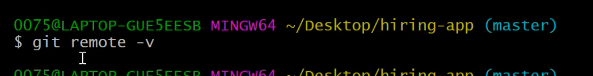 0075@LAPTOP-GUE5EESB MINGW64 ~/Desktop/hiring-app (master)
$ git remote -v
0075@LAPTOP-GUE5EESB MINGW64 ~/Desktop/hiring-app (master)